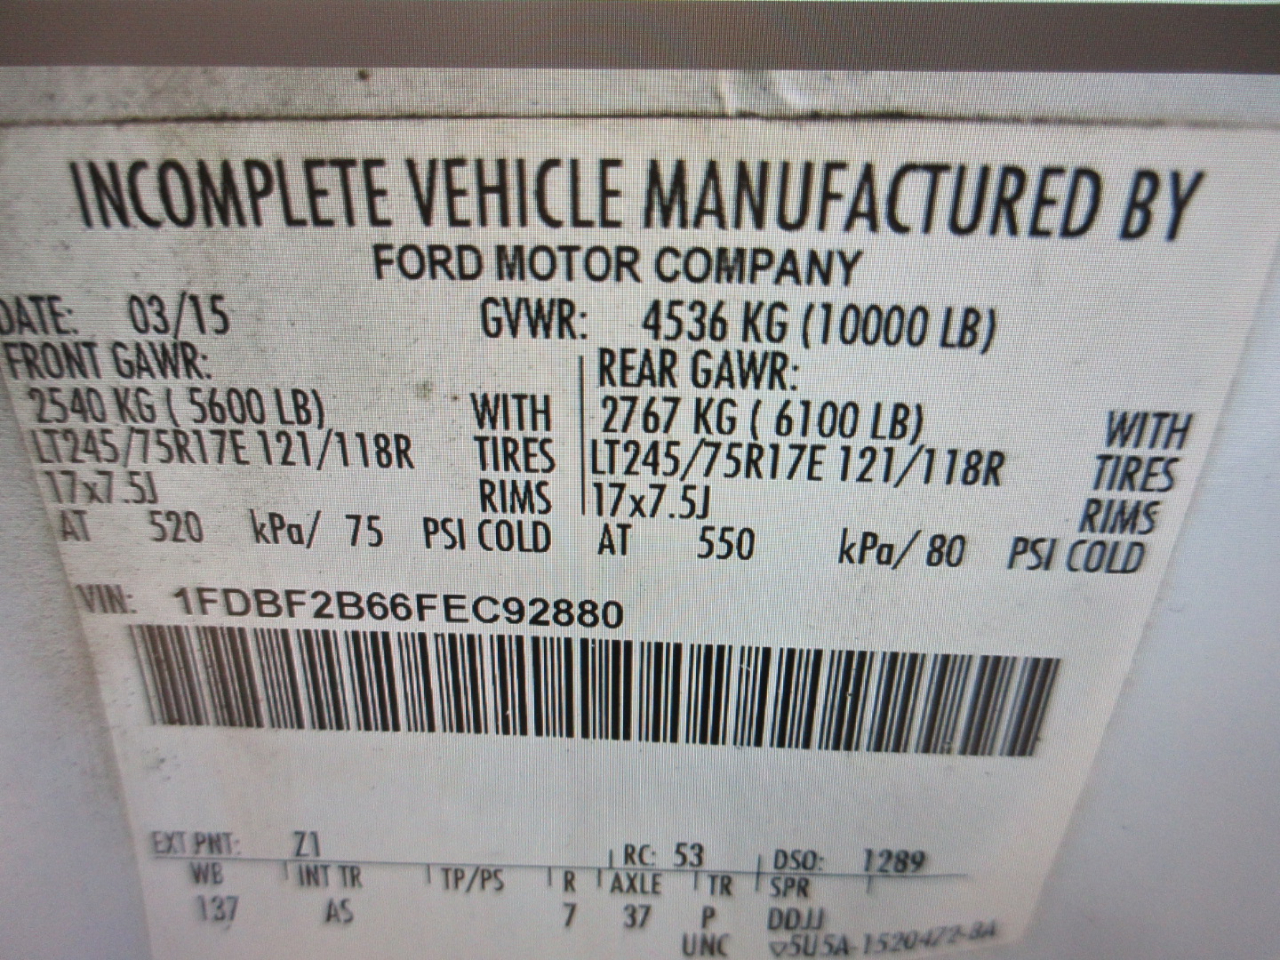 INCOMPLETE VEHICLE MANUFACTURED BY
FORD MOTOR COMPANY
DATE: 03/15 GVWR: 4536 KG (10000 LB)
FRONT GAWR: REAR GAWR:
2540 KG ( 5600 LB) WITH 2767 KG ( 6100 LB) WITH
LT245/75R17E 121/118R TIRES LT245/75R17E 121/118R TIRES
17x7.5J RIMS 17x7.5J RIMS
AT 520 kPa/ 75 PSI COLD AT 550 kPa/ 80 PSI COLD
VIN: 1FDBF2B66FEC92880
EXT PNT: Z1 RC: 53 DSO: 1289
WB INT TR TP/PS R AXLE TR SPR
137 AS 7 37 P DDJJ
UNC ▽5U5A-1520472-BA